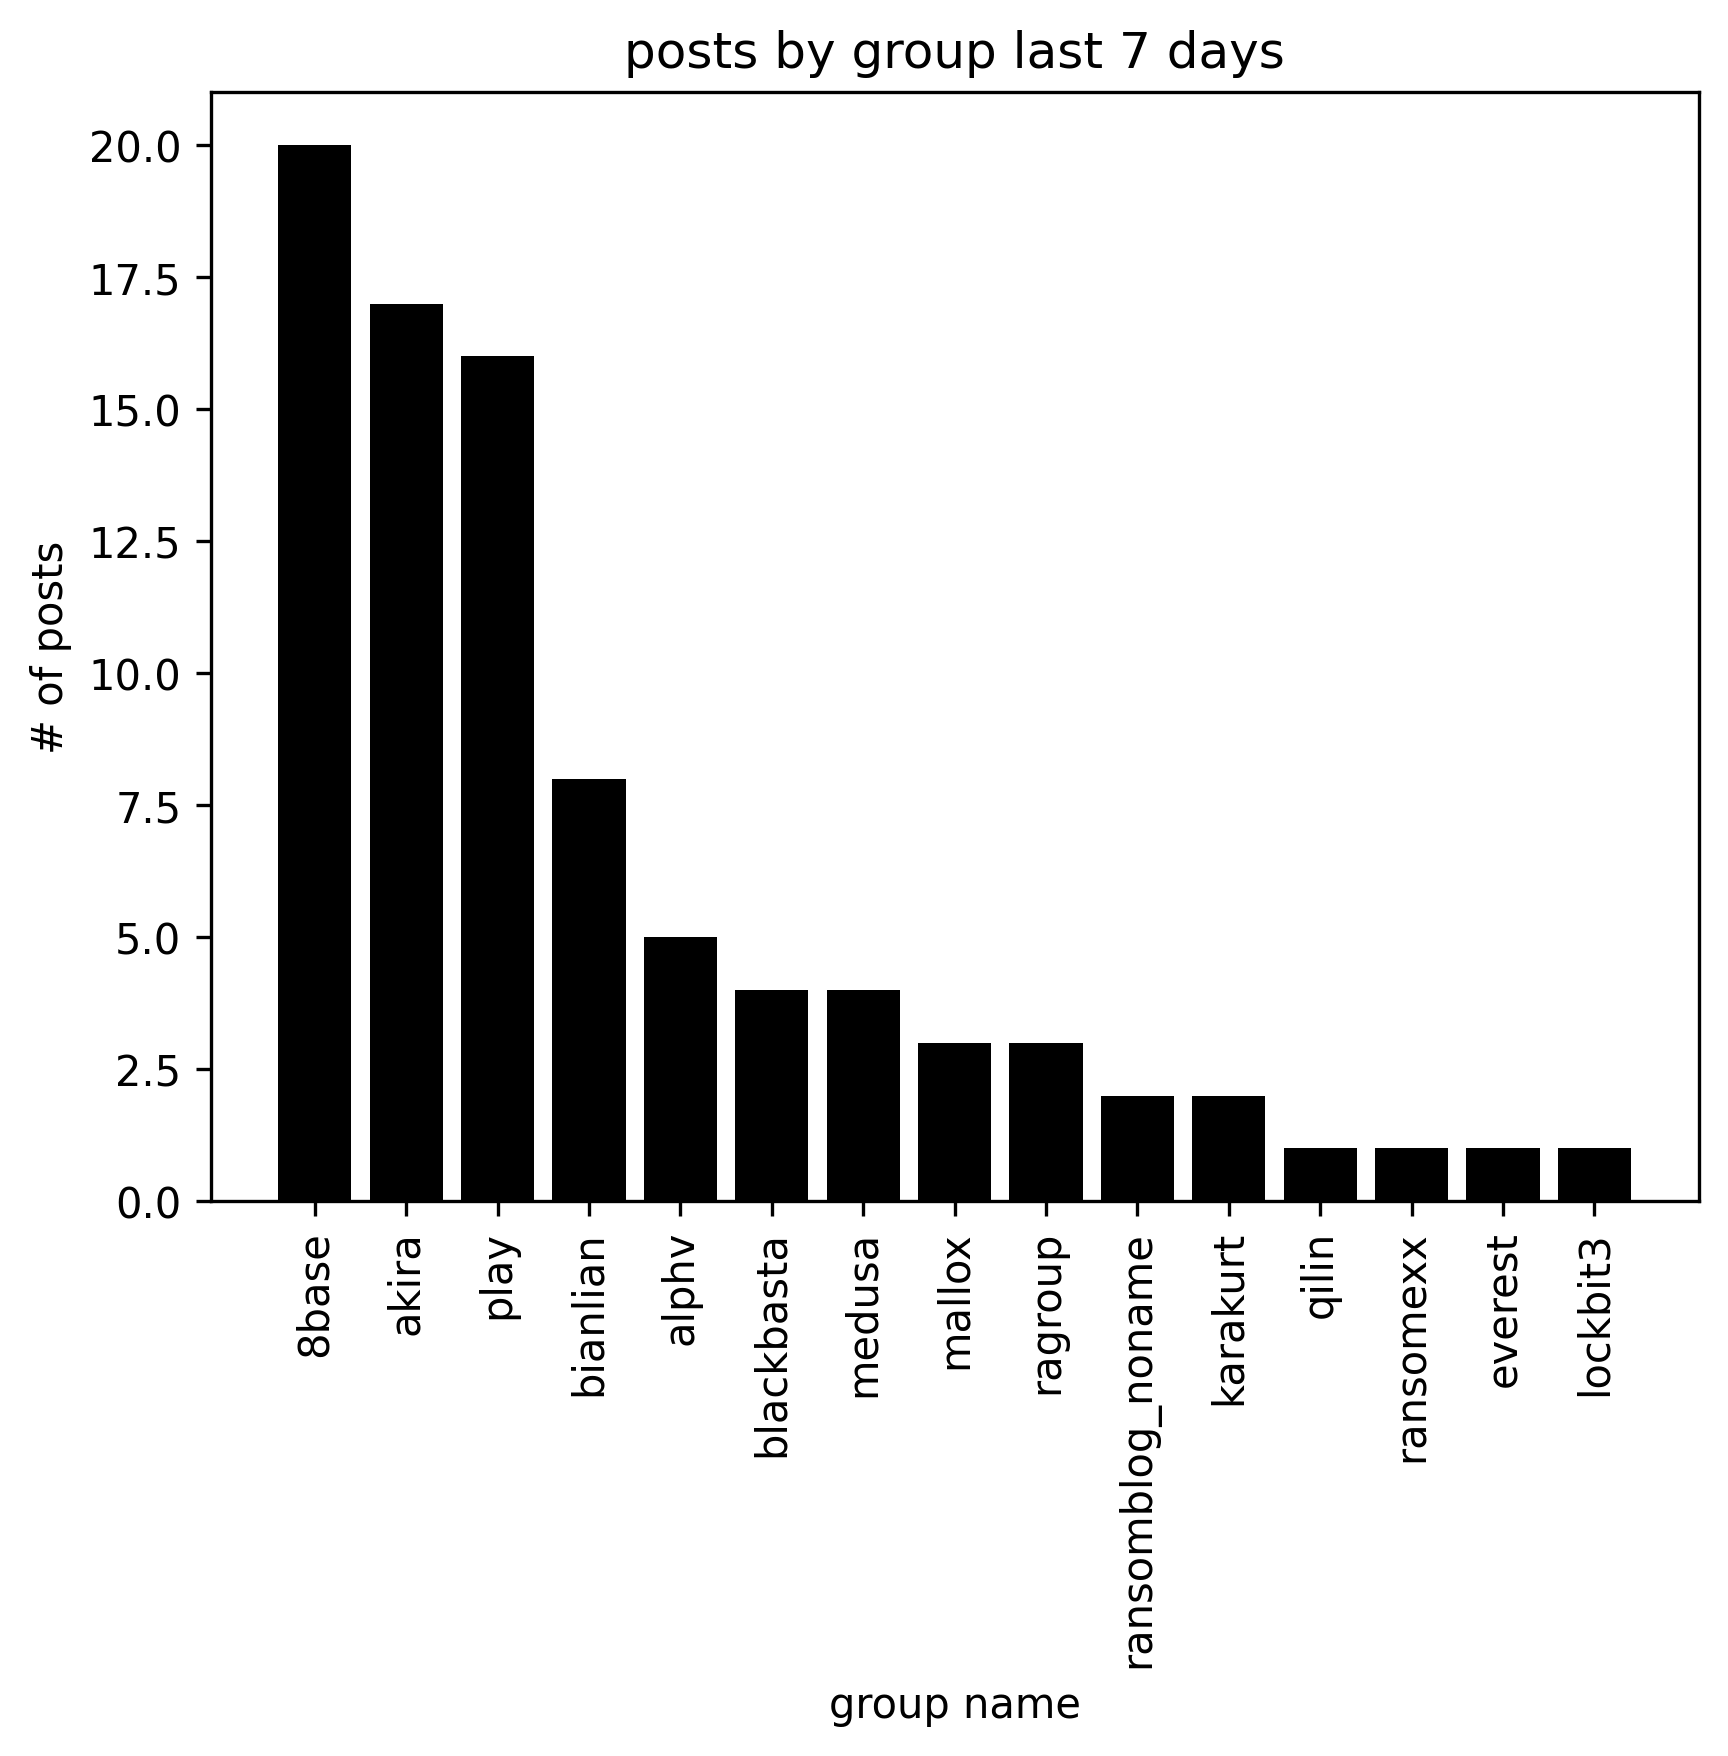 posts by group last 7 days
20.0
17.5
15.0
12.5
10.0
7.5
5.0
2.5
0.0
# of posts
8base
akira
play
bianlian
alphv
blackbasta
medusa
mallox
ragroup
ransomblog_noname
karakurt
qilin
ransomexx
everest
lockbit3
group name